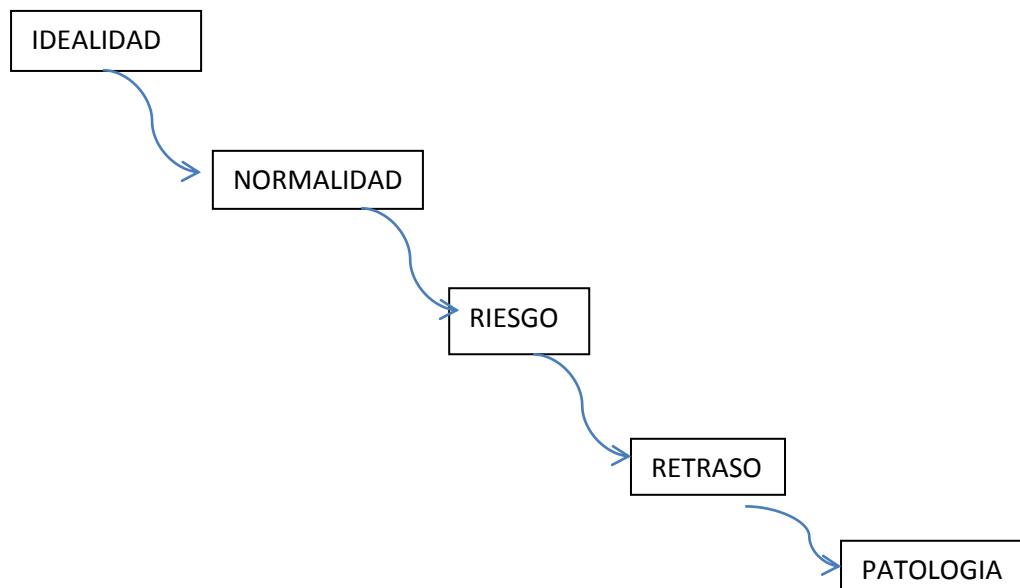 IDEALIDAD
NORMALIDAD
RIESGO
RETRASO
PATOLOGIA